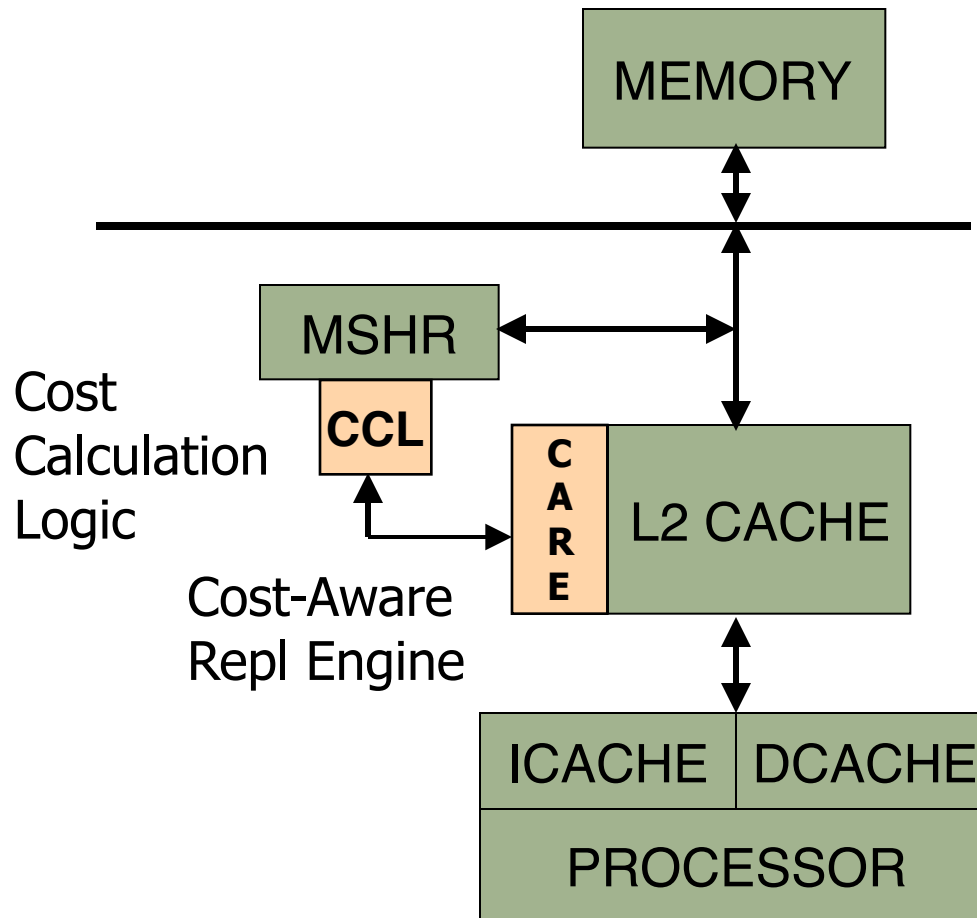 MEMORY
MSHR
Cost
Calculation
Logic
CCL
C
A
R
E
L2 CACHE
Cost-Aware
Repl Engine
ICACHE
DCACHE
PROCESSOR